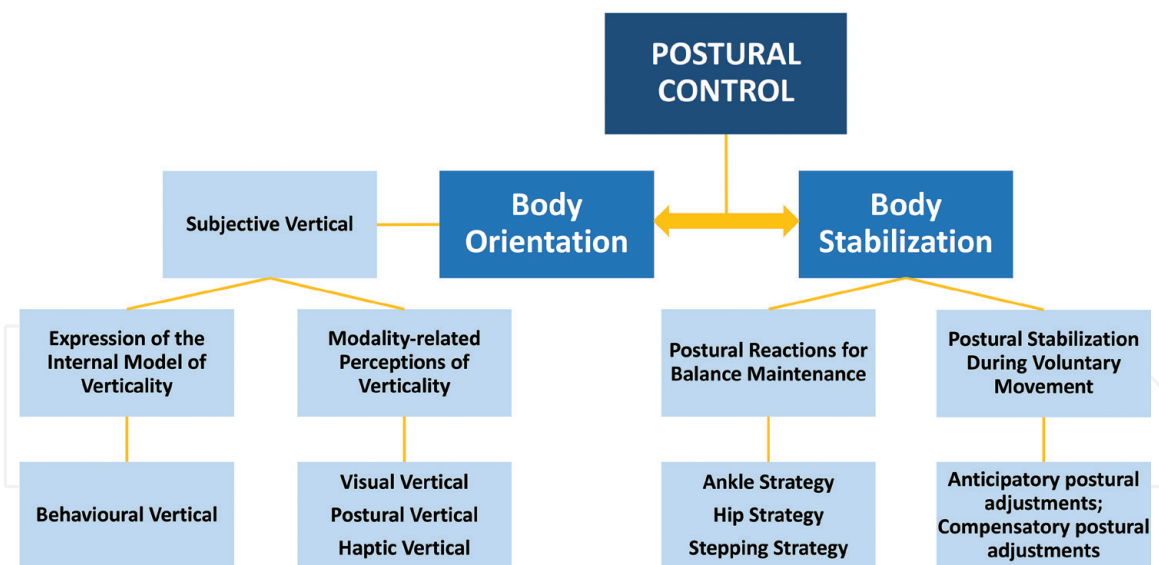 POSTURAL
CONTROL
Subjective Vertical
Body
Orientation
Body
Stabilization
Expression of the
Internal Model of
Verticality
Modality-related
Perceptions of
Verticality
Postural Reactions for
Balance Maintenance
Postural Stabilization
During Voluntary
Movement
Behavioural Vertical
Visual Vertical
Postural Vertical
Haptic Vertical
Ankle Strategy
Hip Strategy
Stepping Strategy
Anticipatory postural
adjustments;
Compensatory postural
adjustments